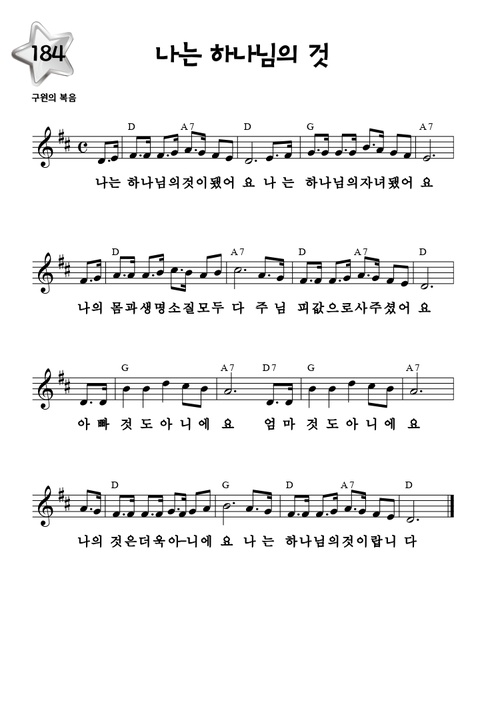 184
나는 하나님의 것
구원의 복음
D A7 D G A7
나는 하나님의것이됐어 요 나 는 하나님의자녀됐어 요
D A7 D A7 D
나의 몸과생명소질모두 다 주 님 피값으로사주셨어 요
G A7 D7 G A7
아 빠 것 도 아 니 에 요 엄 마 것 도 아 니 에 요
D G D A7 D
나의 것은더욱아-니에 요 나 는 하나님의것이랍니 다